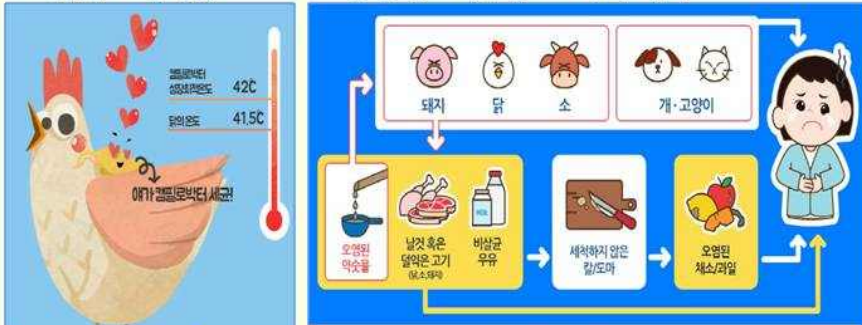 캠필로박터
성장최적온도 42℃
닭의 온도 41.5℃
얘가 캠필로박터 세균!
돼지
닭
소
개·고양이
오염된
약숫물
날것 혹은
덜익은 고기
(닭,소,돼지)
MILK
비살균
우유
세척하지 않은
칼/도마
오염된
채소/과일